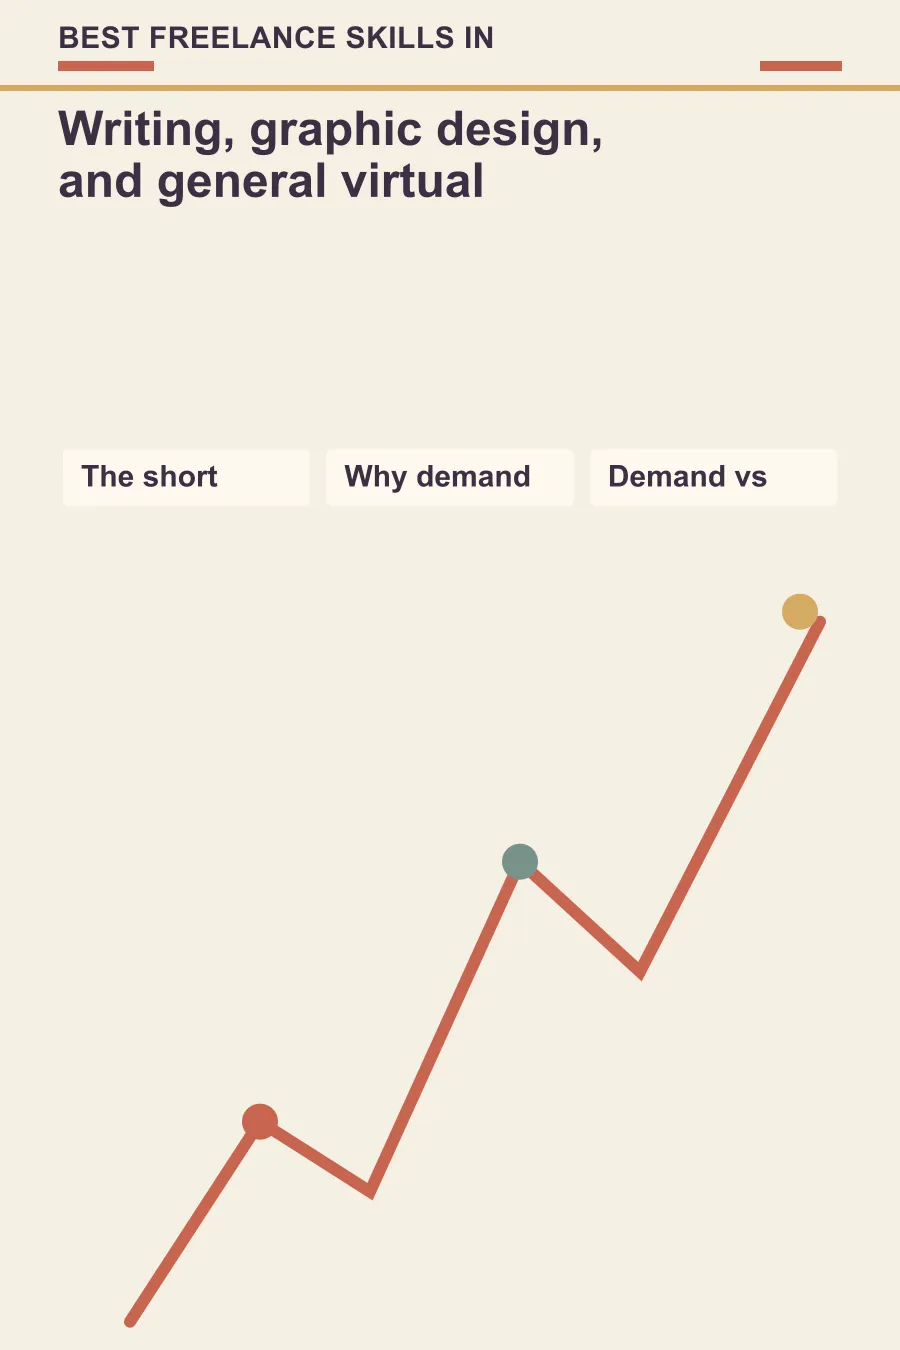 BEST FREELANCE SKILLS IN
Writing, graphic design,
and general virtual
The short
Why demand
Demand vs